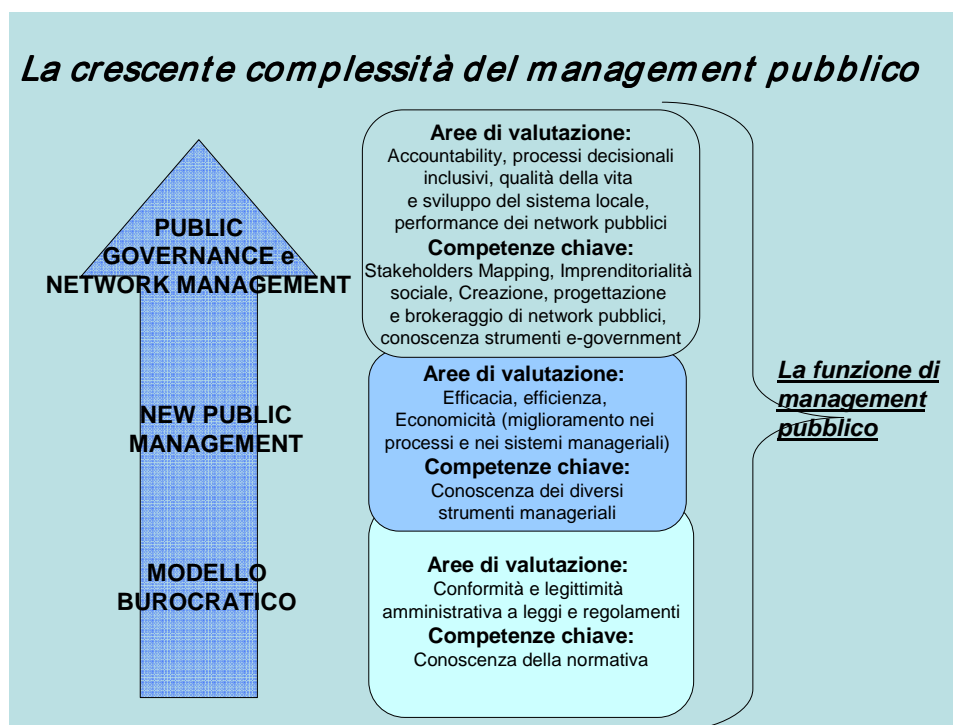 La crescente complessità del management pubblico
PUBLIC
GOVERNANCE e
NETWORK MANAGEMENT
Aree di valutazione:
Accountability, processi decisionali
inclusivi, qualità della vita
e sviluppo del sistema locale,
performance dei network pubblici
Competenze chiave:
Stakeholders Mapping, Imprenditorialità
sociale, Creazione, progettazione
e brokeraggio di network pubblici,
conoscenza strumenti e-government
NEW PUBLIC
MANAGEMENT
Aree di valutazione:
Efficacia, efficienza,
Economicità (miglioramento nei
processi e nei sistemi manageriali)
Competenze chiave:
Conoscenza dei diversi
strumenti manageriali
MODELLO
BUROCRATICO
Aree di valutazione:
Conformità e legittimità
amministrativa a leggi e regolamenti
Competenze chiave:
Conoscenza della normativa
La funzione di
management
pubblico